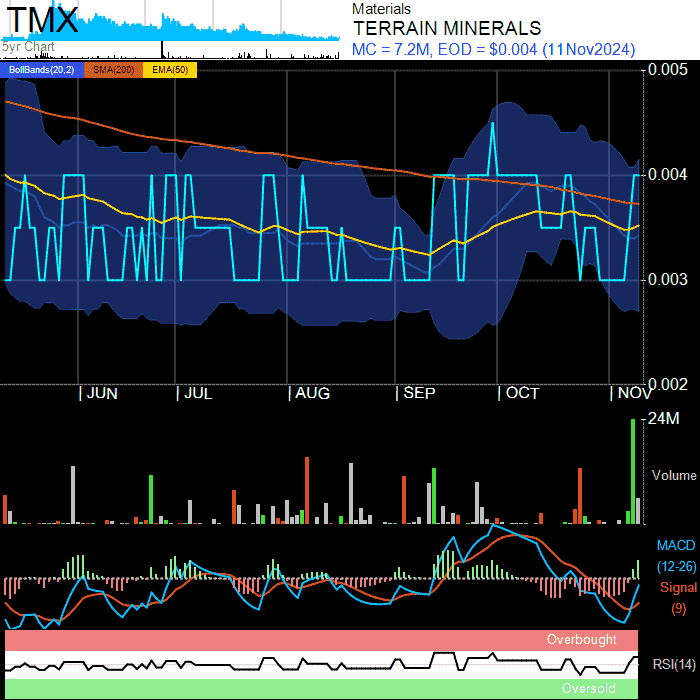 TMX
5yr Chart
Materials
TERRAIN MINERALS
MC = 7.2M, EOD = $0.004 (11Nov2024)
BollBands(20,2) SMA(200) EMA(50)
0.005
0.004
0.003
0.002
JUN JUL AUG SEP OCT NOV
24M
Volume
MACD
(12-26)
Signal
(9)
Overbought
RSI(14)
Oversold